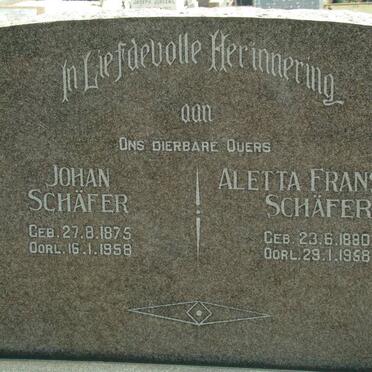 In Liefdevolle Herinnering
aan
Ons dierbare Ouers
JOHAN
SCHÄFER
GEB. 27.8.1875
OORL. 16.1.1958
ALETTA FRANS
SCHÄFER
GEB. 23.6.1880
OORL. 29.1.1958